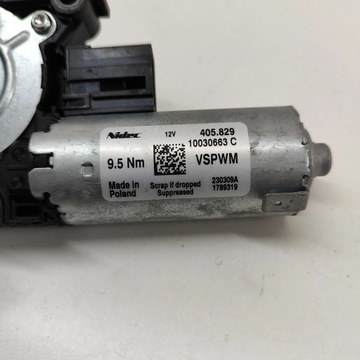 Nidec 12V 405.829
10030663 C
9.5 Nm VSPWM
Made in Poland
Scrap if dropped
Suppressed
230309A
1789319